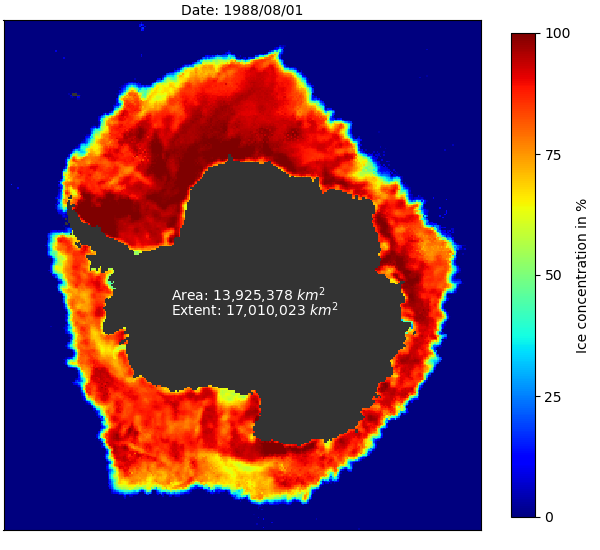 Date: 1988/08/01
100
75
50
25
0
Ice concentration in %
Area: 13,925,378 km²
Extent: 17,010,023 km²